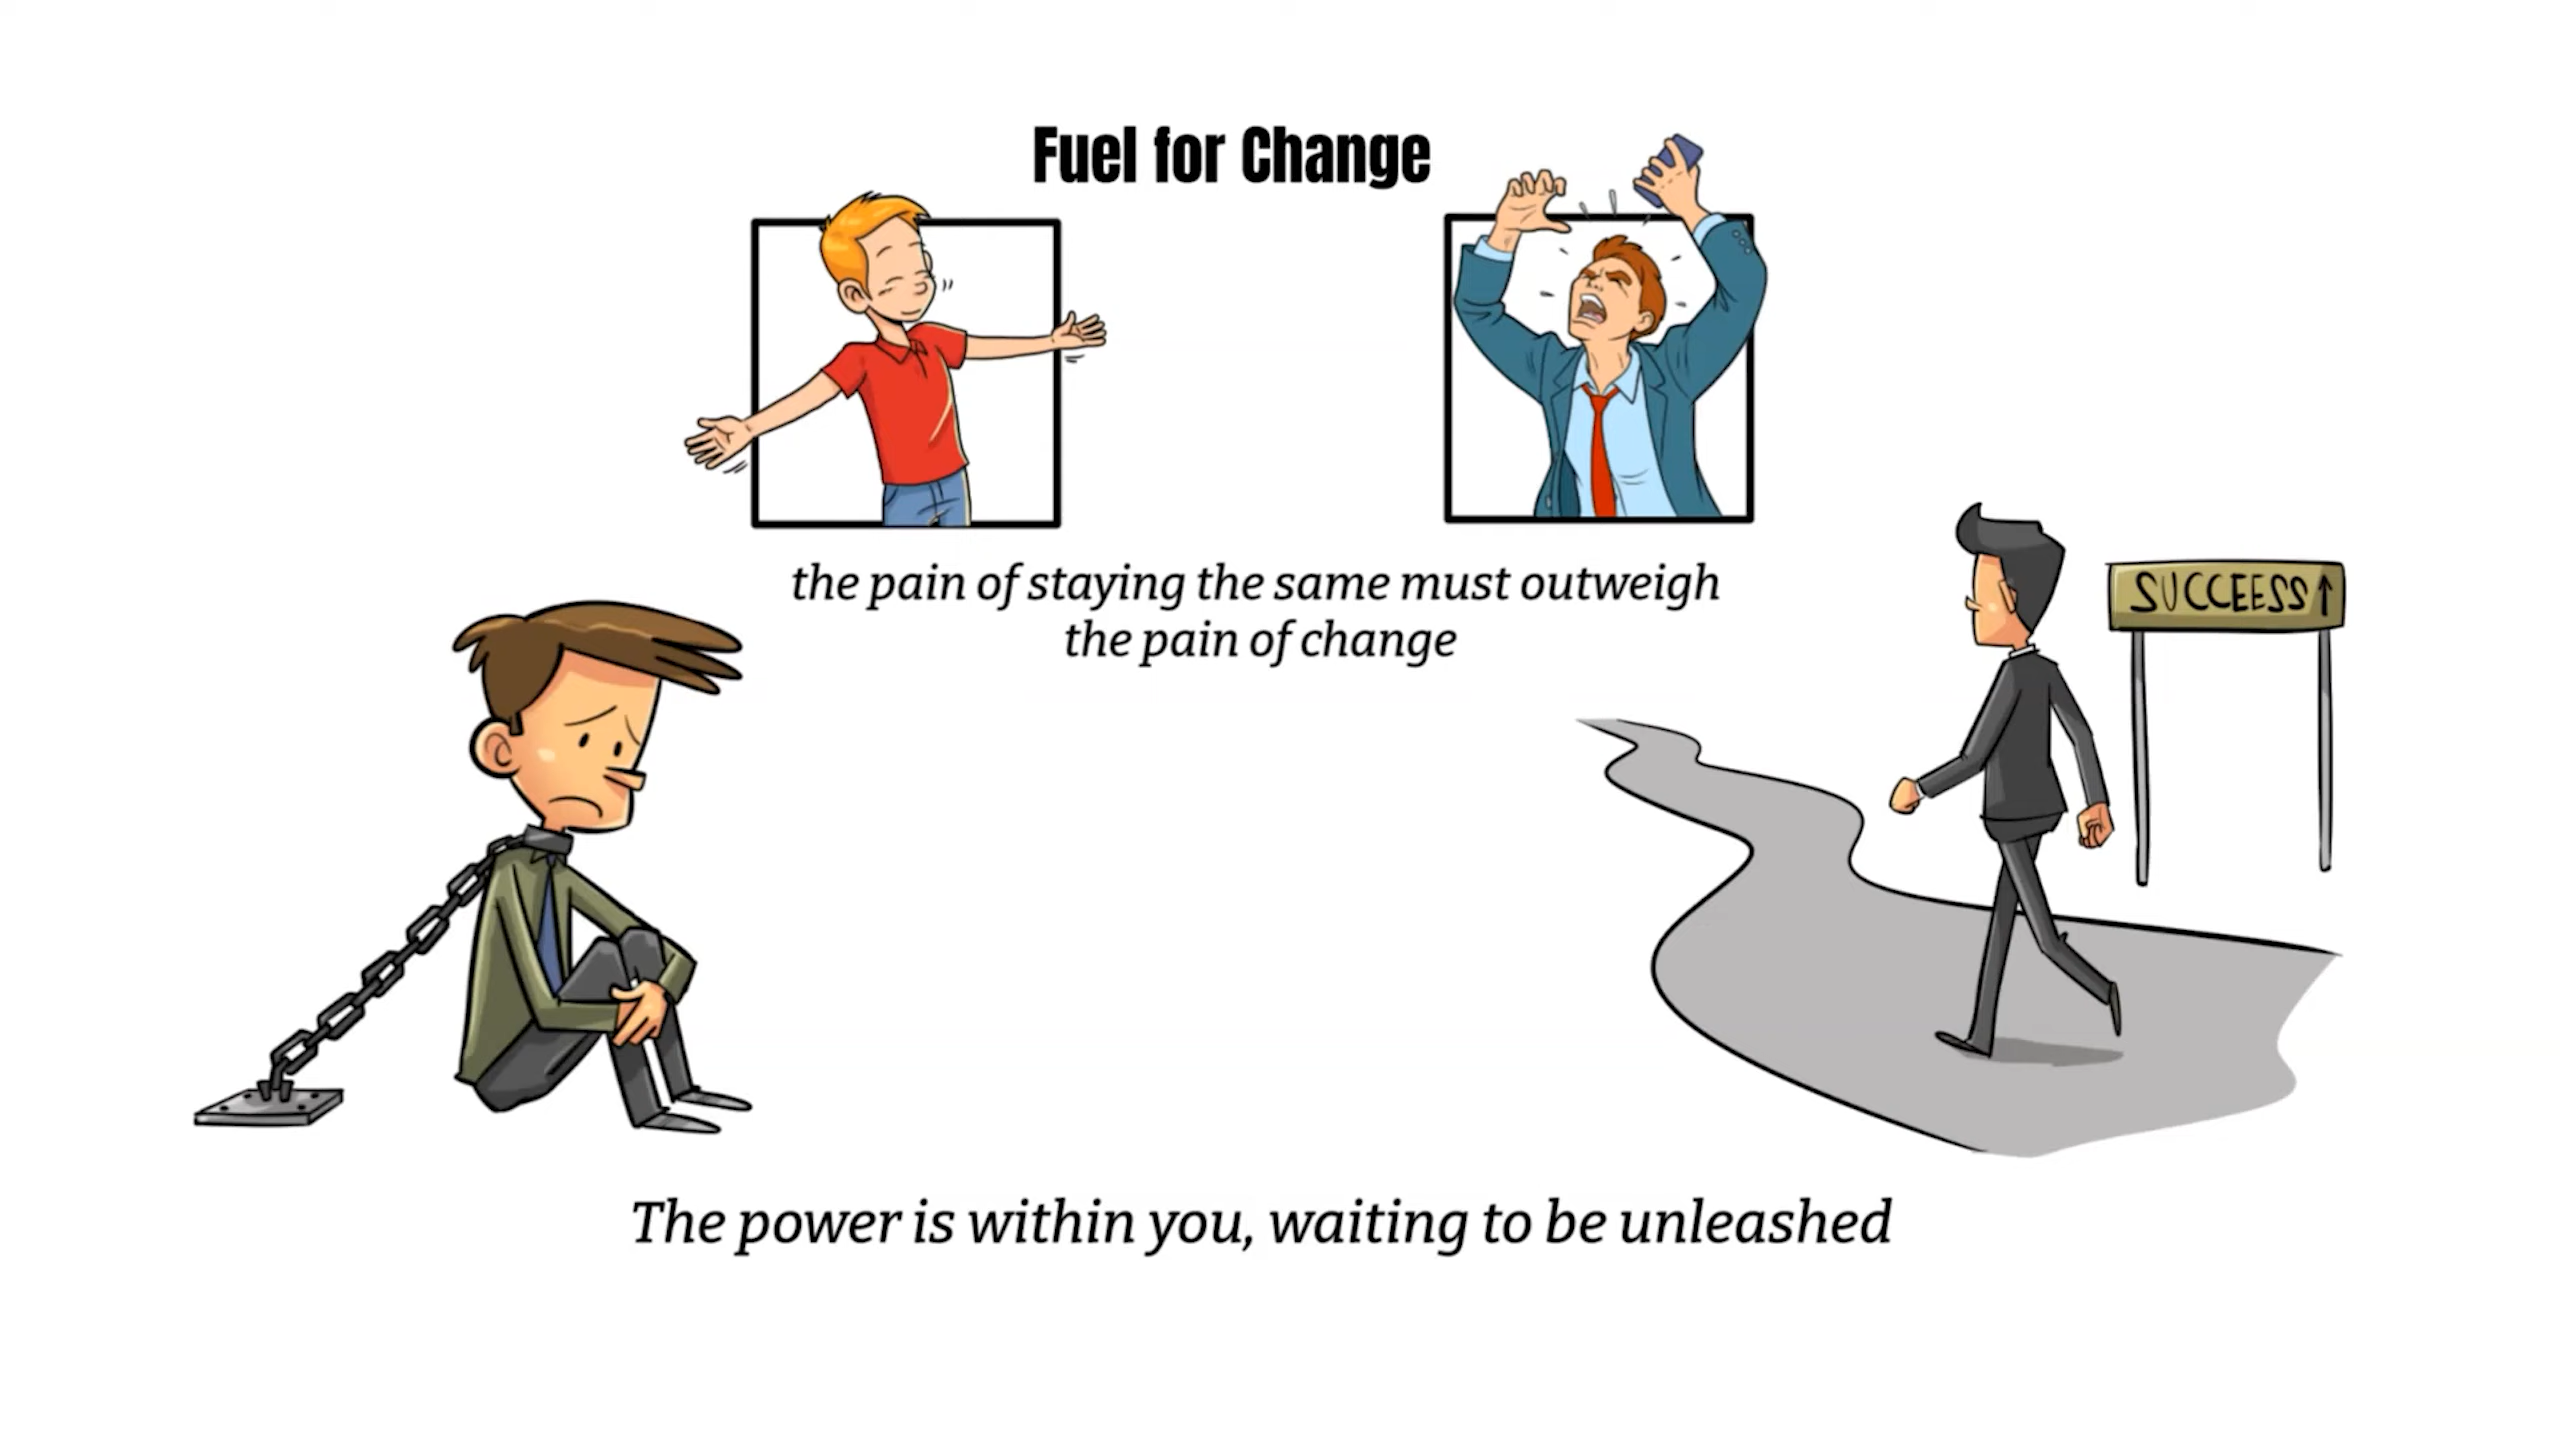 Fuel for Change
the pain of staying the same must outweigh
the pain of change
SUCCEESS↑
The power is within you, waiting to be unleashed